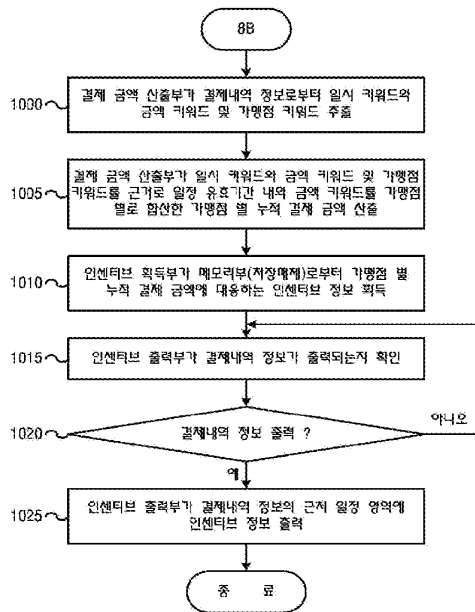 8B
1000
결제 금액 산출부가 결제내역 정보로부터 일시 키워드와
금액 키워드 및 가맹점 키워드 추출
1005
결제 금액 산출부가 일시 키워드와 금액 키워드 및 가맹점
키워드를 근거로 일정 유효기간 내의 금액 키워드를 가맹점
별로 합산한 가맹점 별 누적 결제 금액 산출
1010
인센티브 획득부가 메모리부(저장매체)로부터 가맹점 별
누적 결제 금액에 대응하는 인센티브 정보 획득
1015
인센티브 출력부가 결제내역 정보가 출력되는지 확인
아니오
1020
결제내역 정보 출력 ?
예
1025
인센티브 출력부가 결제내역 정보의 근처 일정 영역에
인센티브 정보 출력
종 료